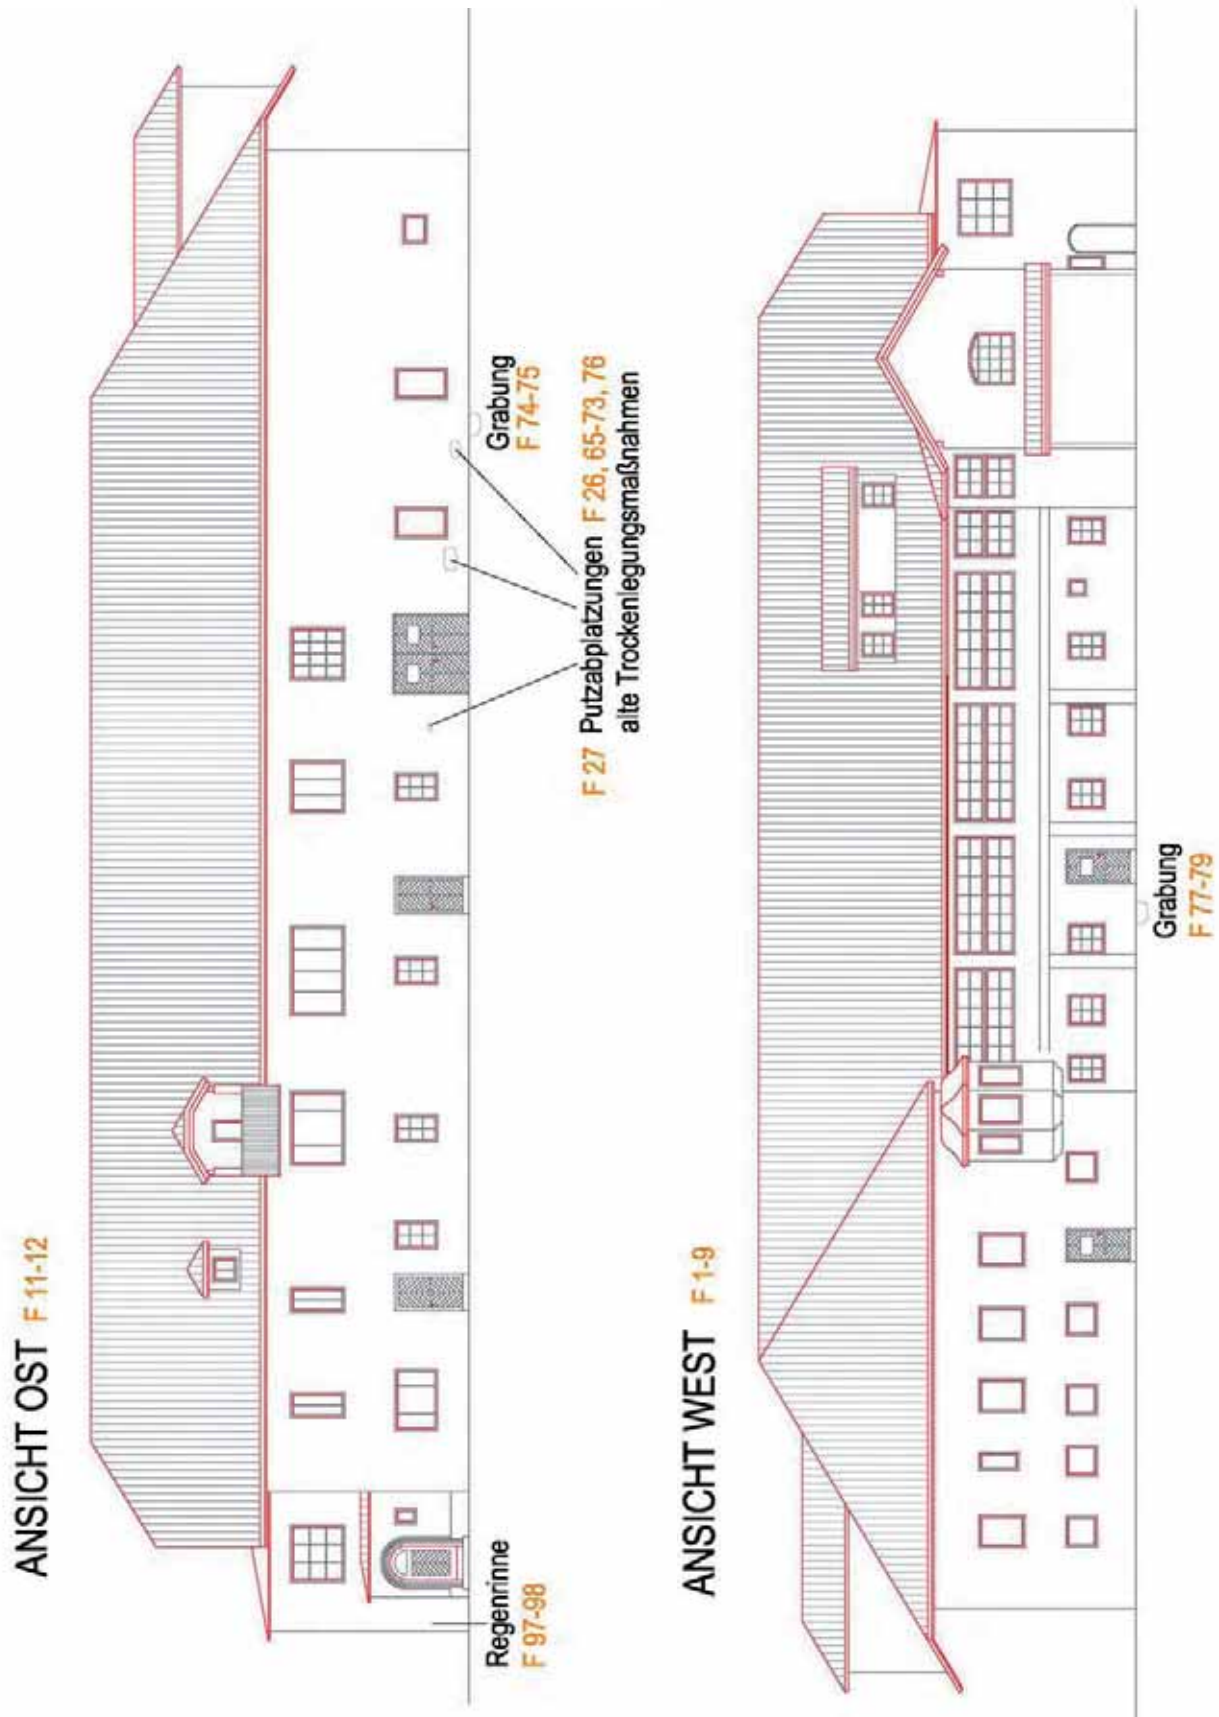 ANSICHT OST F 11-12
Regenrinne
F 97-98
Grabung
F 74-75
F 27 Putzabplatzungen F 26, 65-73, 76
alte Trockenlegungsmaßnahmen
ANSICHT WEST F 1-9
Grabung
F 77-79